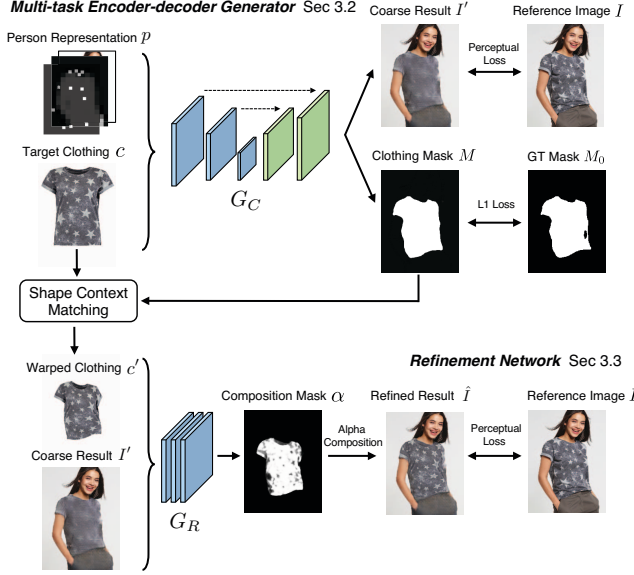 Multi-task Encoder-decoder Generator Sec 3.2
Person Representation p
Target Clothing c
G_C
Coarse Result I′
Perceptual
Loss
Reference Image I
Clothing Mask M
L1 Loss
GT Mask M_0
Shape Context
Matching
Refinement Network Sec 3.3
Warped Clothing c′
Coarse Result I′
G_R
Composition Mask α
Alpha
Composition
Refined Result Î
Perceptual
Loss
Reference Image I